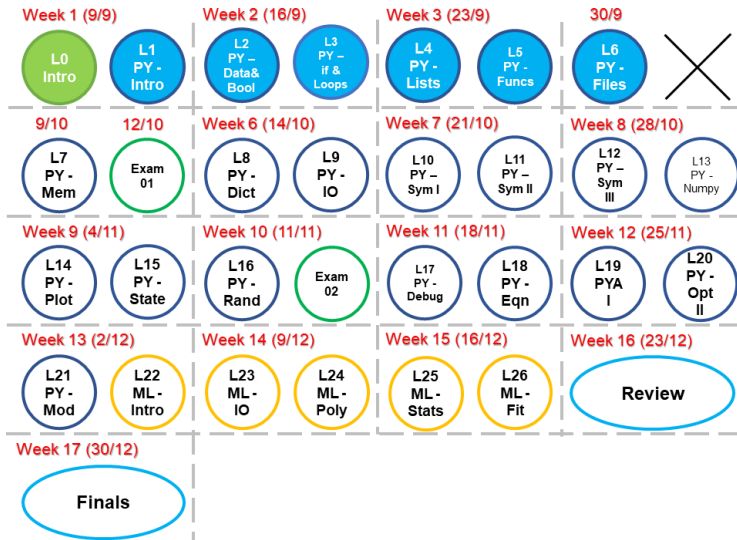 Week 1 (9/9)
Week 2 (16/9)
Week 3 (23/9)
30/9
L0
Intro
L1
PY -
Intro
L2
PY –
Data&
Bool
L3
PY –
if &
Loops
L4
PY -
Lists
L5
PY -
Funcs
L6
PY -
Files
9/10
12/10
Week 6 (14/10)
Week 7 (21/10)
Week 8 (28/10)
L7
PY -
Mem
Exam
01
L8
PY -
Dict
L9
PY -
IO
L10
PY –
Sym I
L11
PY –
Sym II
L12
PY –
Sym
III
L13
PY -
Numpy
Week 9 (4/11)
Week 10 (11/11)
Week 11 (18/11)
Week 12 (25/11)
L14
PY -
Plot
L15
PY -
State
L16
PY -
Rand
Exam
02
L17
PY -
Debug
L18
PY -
Eqn
L19
PYA
I
L20
PY -
Opt
II
Week 13 (2/12)
Week 14 (9/12)
Week 15 (16/12)
Week 16 (23/12)
L21
PY -
Mod
L22
ML -
Intro
L23
ML -
IO
L24
ML -
Poly
L25
ML -
Stats
L26
ML -
Fit
Review
Week 17 (30/12)
Finals